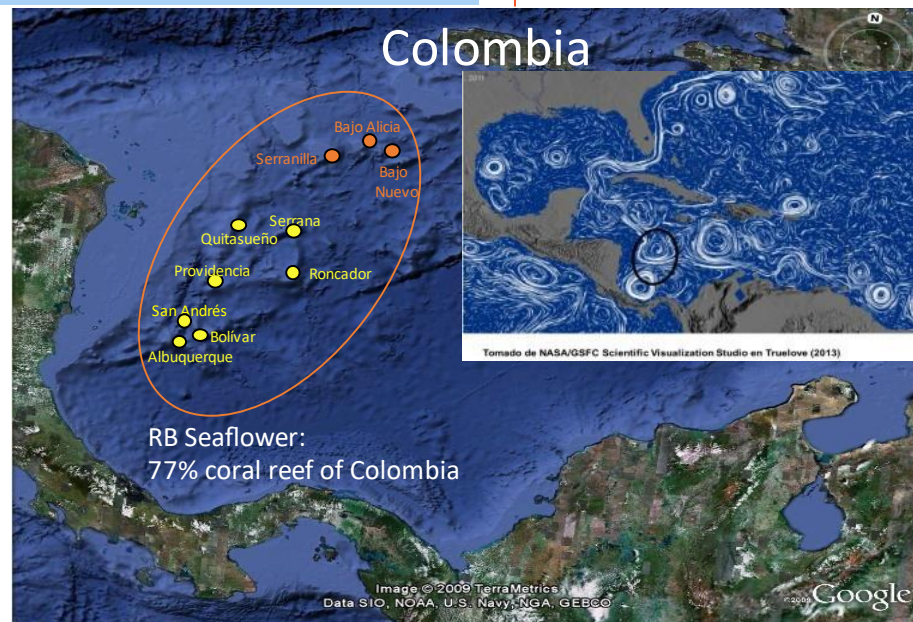 Colombia
N
2011
Bajo Alicia
Serranilla
Bajo
Nuevo
Serrana
Quitasueño
Providencia
Roncador
San Andrés
Bolívar
Albuquerque
Tomado de NASA/GSFC Scientific Visualization Studio en Truelove (2013)
RB Seaflower:
77% coral reef of Colombia
Image © 2009 TerraMetrics
Data SIO, NOAA, U.S. Navy, NGA, GEBCO
©2009 Google